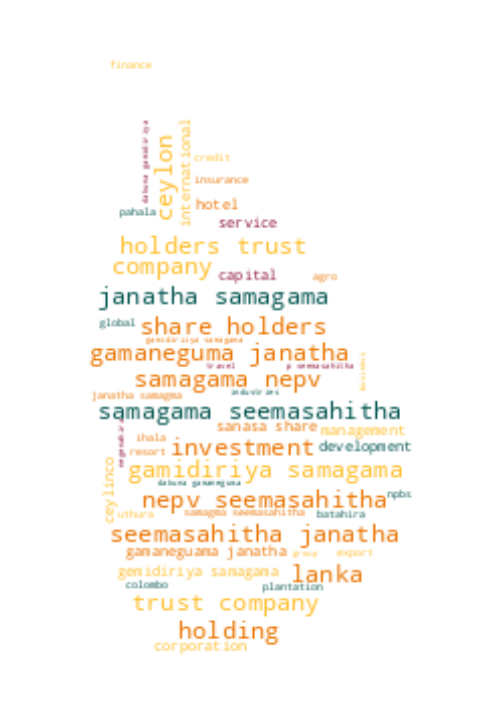 finance
dakuna gamidiriya
ceylon
international
credit
insurance
hotel
pahala
service
holders trust
company
capital
agro
janatha samagama
global
share holders
gamidiriiya samagama
gamaneguma janatha
travel
p seemasahitha
business
samagama nepv
janatha samagma
industries
samagama seemasahitha
sanasa share
management
ihala
resort
investment
development
gamidiriya samagama
dakuna gamaneguma
ceylinco
nepv seemasahitha
npbs
uthura
samagma seemasahitha
batahira
seemasahitha janatha
gamaneguama janatha
group
export
gemidiriya samagama
lanka
colombo
plantation
trust company
holding
corporation